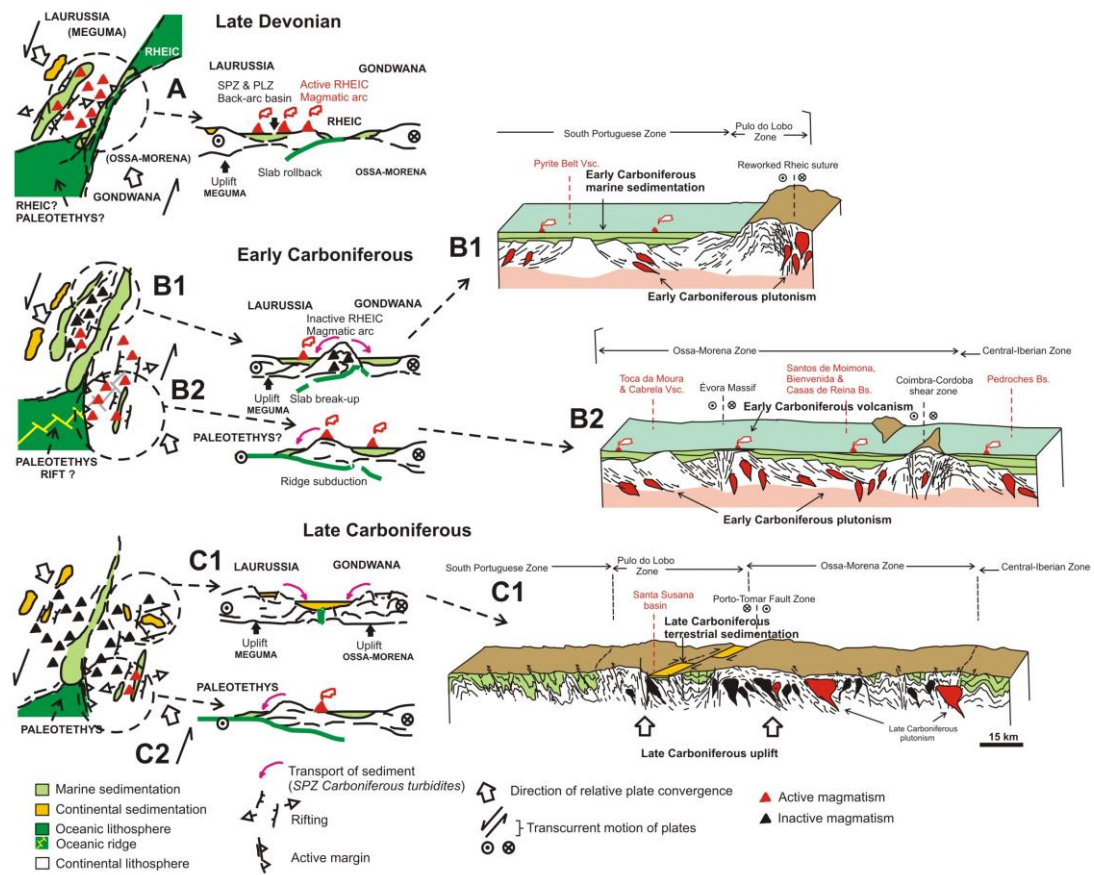 Late Devonian
LAURUSSIA
(MEGUMA)
RHEIC
A
(OSSA-MORENA)
GONDWANA
RHEIC?
PALEOTETHYS?
LAURUSSIA
GONDWANA
SPZ & PLZ
Back-arc basin
Active RHEIC
Magmatic arc
RHEIC
Uplift
MEGUMA
Slab rollback
OSSA-MORENA
South Portuguese Zone
Pulo do Lobo
Zone
Pyrite Belt Vsc.
Early Carboniferous
marine sedimentation
Reworked Rheic suture
B1
Early Carboniferous plutonism
Early Carboniferous
B1
B2
PALEOTETHYS
RIFT ?
LAURUSSIA
GONDWANA
Inactive RHEIC
Magmatic arc
Uplift
MEGUMA
Slab break-up
PALEOTETHYS?
Ridge subduction
Ossa-Morena Zone
Central-Iberian Zone
Toca da Moura
& Cabrela Vsc.
Évora Massif
Santos de Moimona,
Bienvenida &
Casas de Reina Bs.
Coimbra-Cordoba
shear zone
Pedroches Bs.
Early Carboniferous volcanism
B2
Early Carboniferous plutonism
Late Carboniferous
C1
PALEOTETHYS
C2
LAURUSSIA
GONDWANA
Uplift
MEGUMA
Uplift
OSSA-MORENA
PALEOTETHYS
C1
South Portuguese Zone
Pulo do Lobo
Zone
Ossa-Morena Zone
Central-Iberian Zone
Santa Susana
basin
Porto-Tomar Fault Zone
Late Carboniferous
terrestrial sedimentation
Late Carboniferous
plutonism
15 km
Late Carboniferous uplift
Marine sedimentation
Continental sedimentation
Oceanic lithosphere
Oceanic ridge
Continental lithosphere
Transport of sediment
(SPZ Carboniferous turbidites)
Rifting
Active margin
Direction of relative plate convergence
Transcurrent motion of plates
Active magmatism
Inactive magmatism